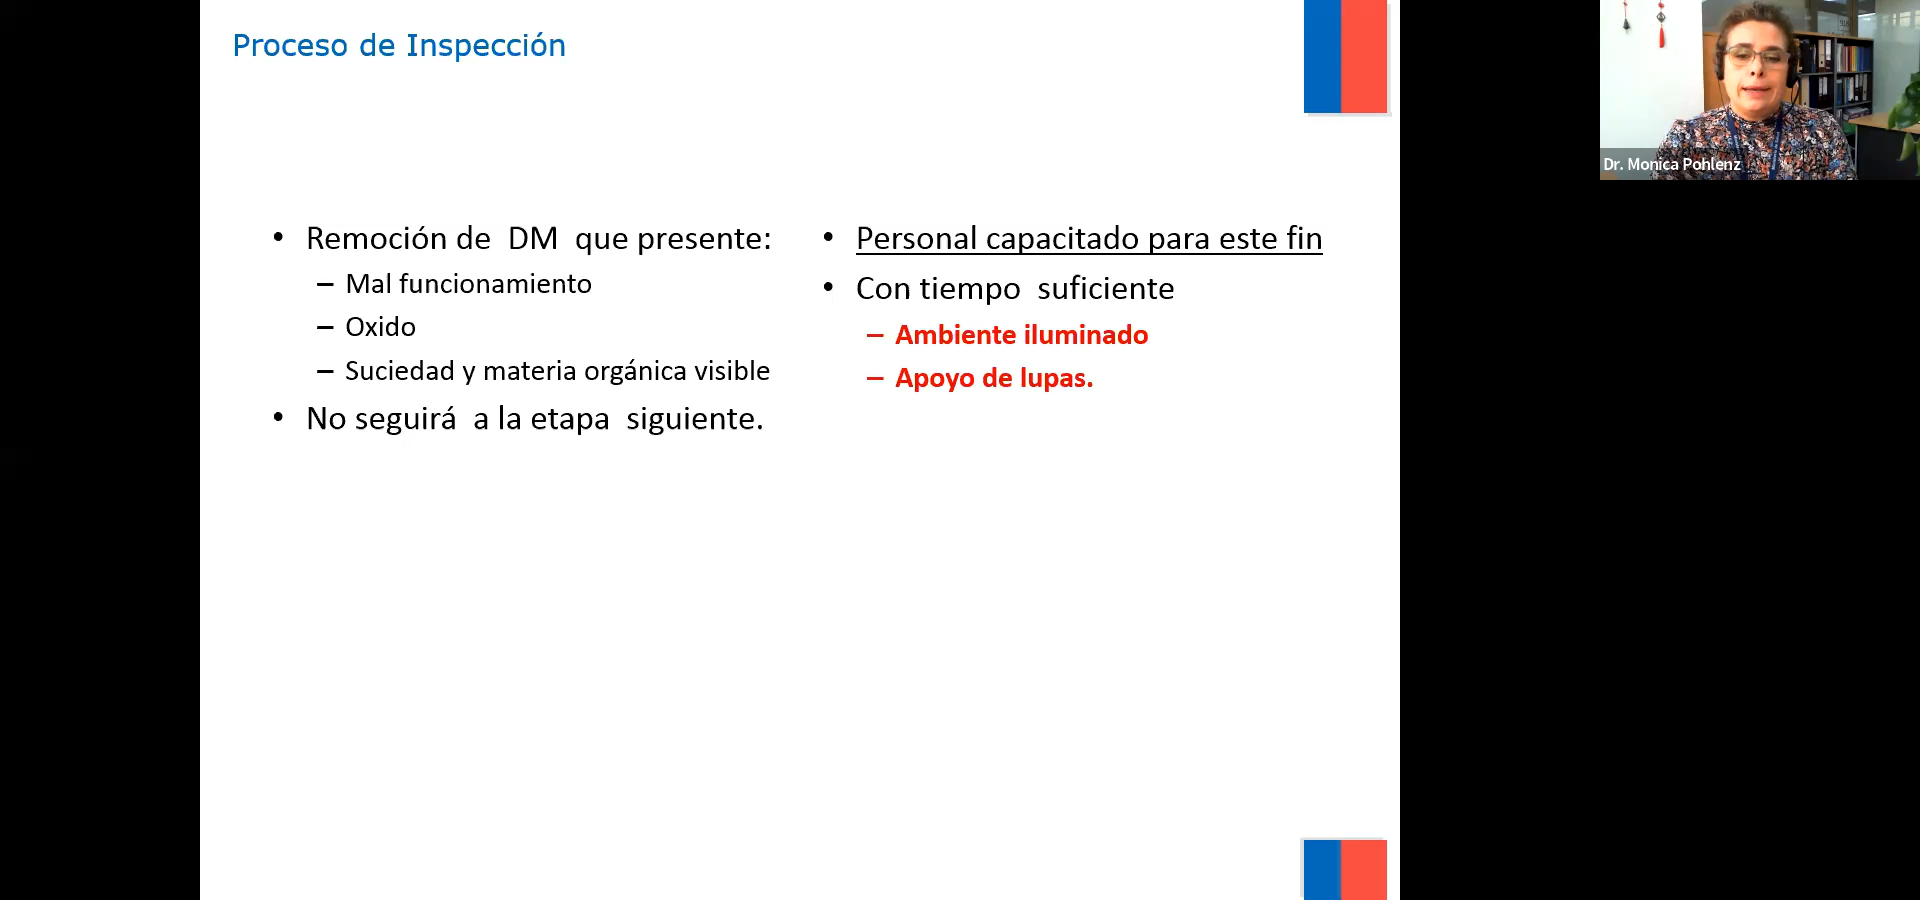 Proceso de Inspección
• Remoción de DM que presente:
– Mal funcionamiento
– Oxido
– Suciedad y materia orgánica visible
• No seguirá a la etapa siguiente.
• Personal capacitado para este fin
• Con tiempo suficiente
– Ambiente iluminado
– Apoyo de lupas.
Dr. Monica Pohlenz